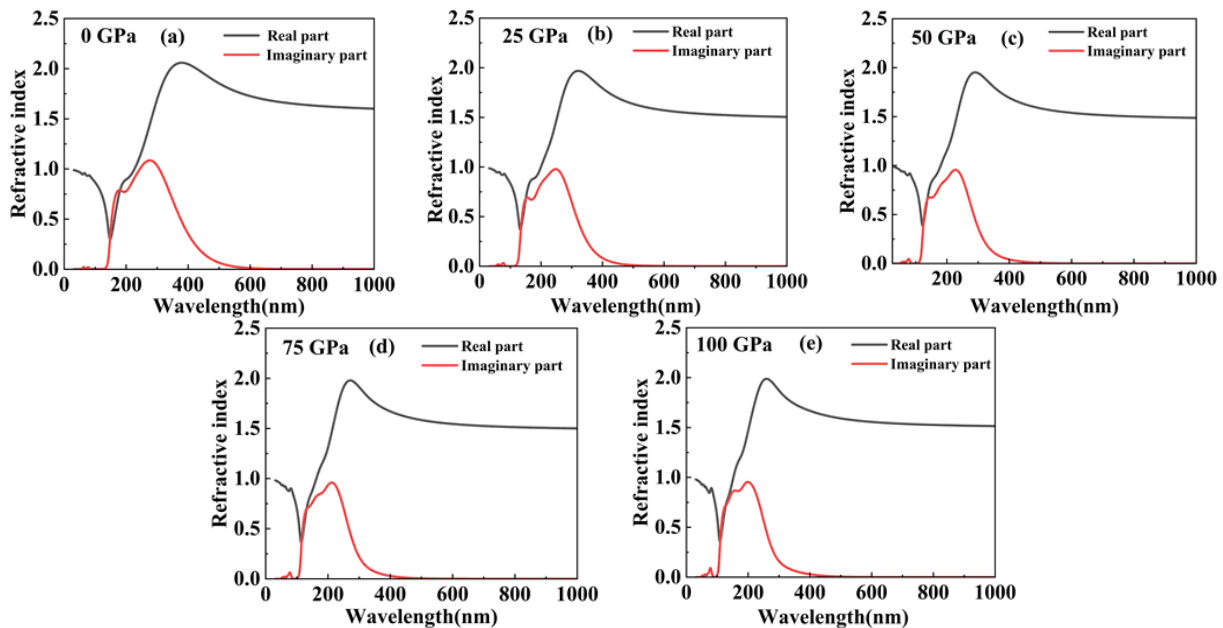 0 GPa (a)
Real part
Imaginary part
Refractive index
2.5
2.0
1.5
1.0
0.5
0.0
0 200 400 600 800 1000
Wavelength(nm)
25 GPa (b)
Real part
Imaginary part
Refractive index
2.5
2.0
1.5
1.0
0.5
0.0
0 200 400 600 800 1000
Wavelength(nm)
50 GPa (c)
Real part
Imaginary part
Refractive index
2.5
2.0
1.5
1.0
0.5
0.0
200 400 600 800 1000
Wavelength(nm)
75 GPa (d)
Real part
Imaginary part
Refractive index
2.5
2.0
1.5
1.0
0.5
0.0
0 200 400 600 800 1000
Wavelength(nm)
100 GPa (e)
Real part
Imaginary part
Refractive index
2.5
2.0
1.5
1.0
0.5
0.0
0 200 400 600 800 1000
Wavelength(nm)